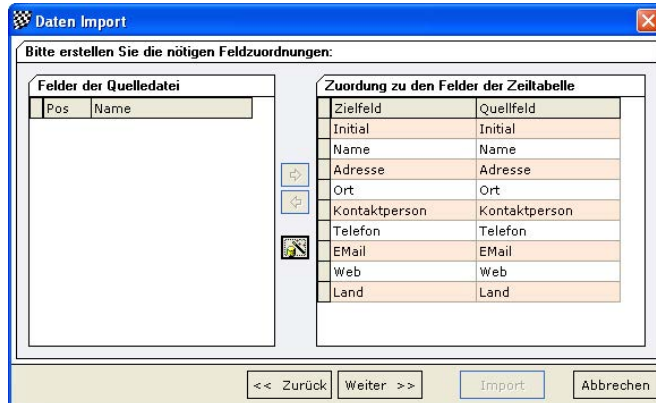 Daten Import
Bitte erstellen Sie die nötigen Feldzuordnungen:
Felder der Quelledatei
Pos Name
Zuordung zu den Felder der Zeiltabelle
Zielfeld Quellfeld
Initial Initial
Name Name
Adresse Adresse
Ort Ort
Kontaktperson Kontaktperson
Telefon Telefon
EMail EMail
Web Web
Land Land
<< Zurück Weiter >> Import Abbrechen